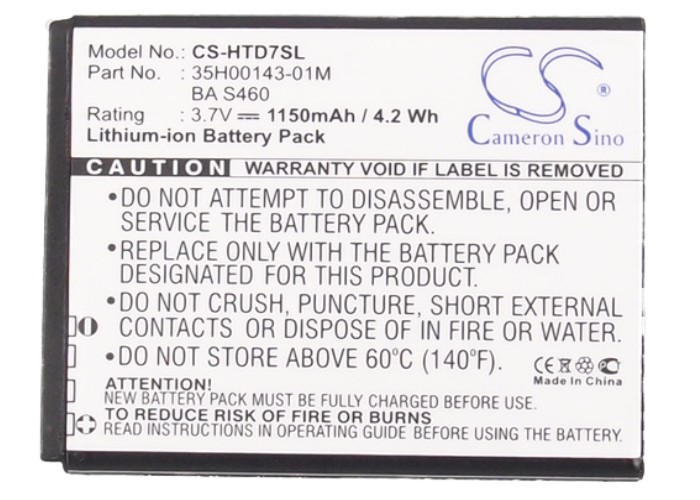 Model No.: CS-HTD7SL
Part No. : 35H00143-01M
BA S460
Rating : 3.7V⎓ 1150mAh / 4.2 Wh
Lithium-ion Battery Pack
CS ®
Cameron Sino
CAUTION WARRANTY VOID IF LABEL IS REMOVED
•DO NOT ATTEMPT TO DISASSEMBLE, OPEN OR
SERVICE THE BATTERY PACK.
•REPLACE ONLY WITH THE BATTERY PACK
DESIGNATED FOR THIS PRODUCT.
•DO NOT CRUSH, PUNCTURE, SHORT EXTERNAL
CONTACTS OR DISPOSE OF IN FIRE OR WATER.
•DO NOT STORE ABOVE 60°C (140°F).
CE
Made In China
ATTENTION!
NEW BATTERY PACK MUST BE FULLY CHARGED BEFORE USE.
TO REDUCE RISK OF FIRE OR BURNS
READ INSTRUCTIONS IN OPERATING GUIDE BEFORE USING THE BATTERY.